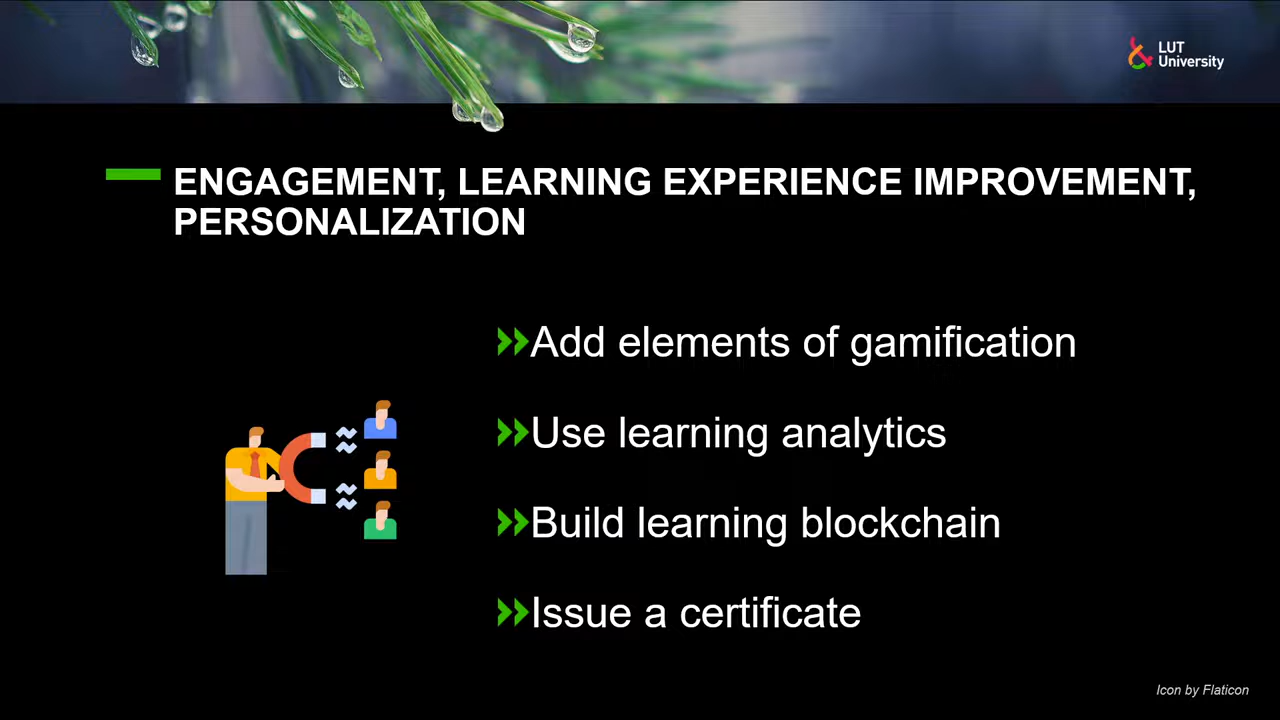 LUT
University
ENGAGEMENT, LEARNING EXPERIENCE IMPROVEMENT,
PERSONALIZATION
Add elements of gamification
Use learning analytics
Build learning blockchain
Issue a certificate
Icon by Flaticon